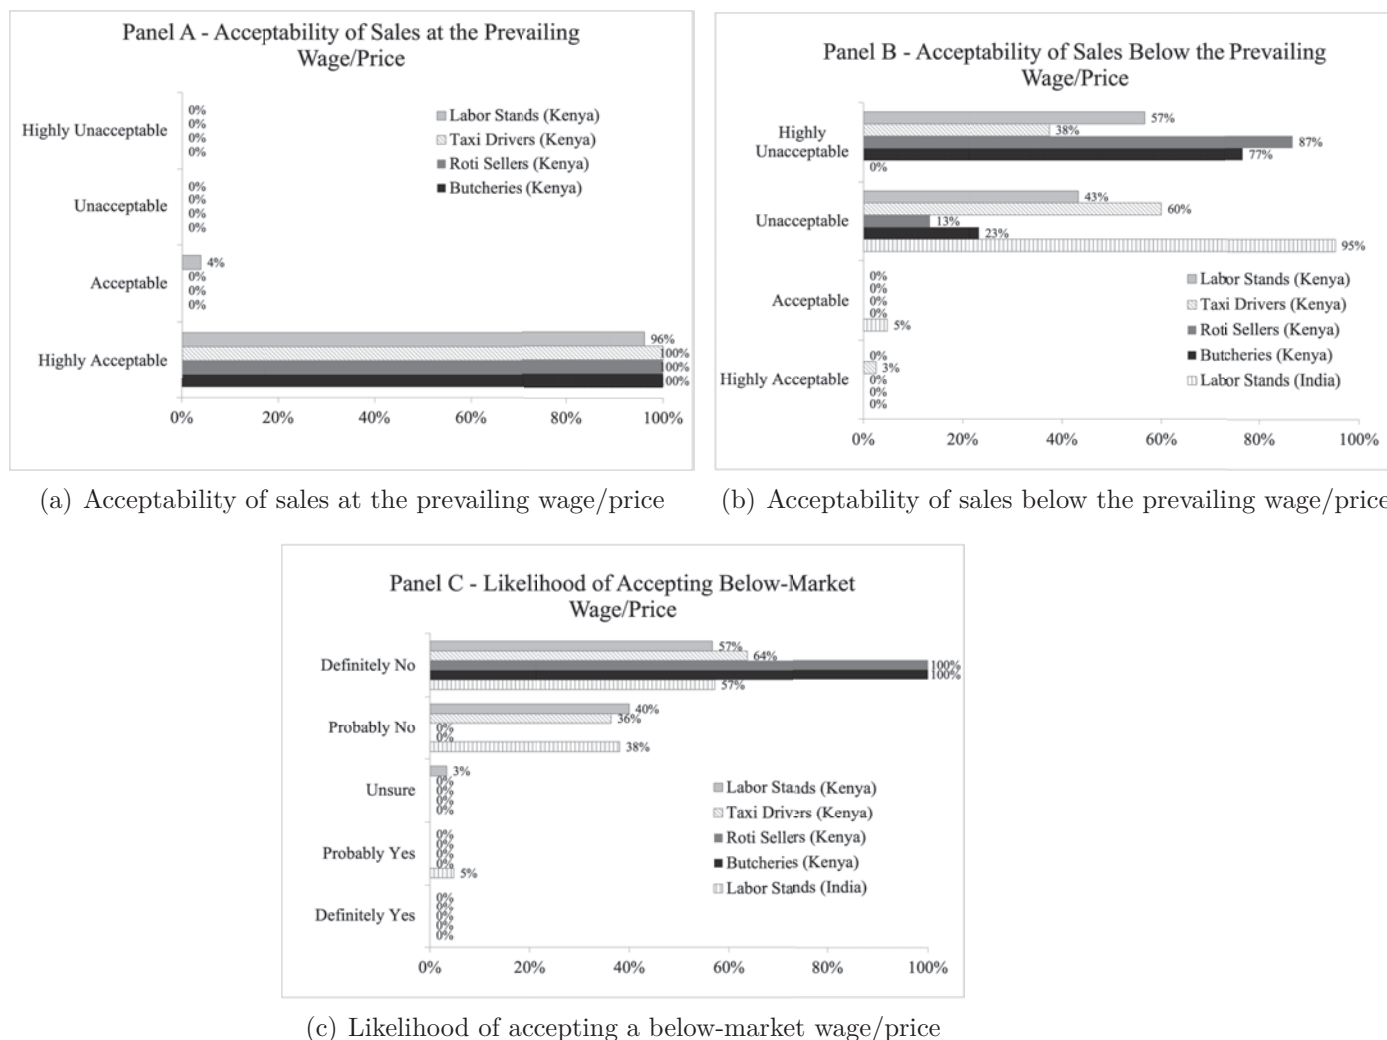 Panel A - Acceptability of Sales at the Prevailing
Wage/Price
Highly Unacceptable
0%
0%
0%
0%
Unacceptable
0%
0%
0%
0%
Acceptable
4%
0%
0%
0%
Highly Acceptable
96%
100%
100%
00%
0%
20%
40%
60%
80%
100%
Labor Stands (Kenya)
Taxi Drivers (Kenya)
Roti Sellers (Kenya)
Butcheries (Kenya)
(a) Acceptability of sales at the prevailing wage/price
Panel B - Acceptability of Sales Below the Prevailing
Wage/Price
Highly
Unacceptable
57%
38%
87%
77%
0%
Unacceptable
43%
60%
13%
23%
95%
Acceptable
0%
0%
0%
0%
5%
Highly Acceptable
0%
3%
0%
0%
0%
0%
20%
40%
60%
80%
100%
Labor Stands (Kenya)
Taxi Drivers (Kenya)
Roti Sellers (Kenya)
Butcheries (Kenya)
Labor Stands (India)
(b) Acceptability of sales below the prevailing wage/price
Panel C - Likelihood of Accepting Below-Market
Wage/Price
Definitely No
57%
64%
100%
100%
57%
Probably No
40%
36%
0%
0%
38%
Unsure
3%
0%
0%
0%
0%
Probably Yes
0%
0%
0%
0%
5%
Definitely Yes
0%
0%
0%
0%
0%
0%
20%
40%
60%
80%
100%
Labor Stands (Kenya)
Taxi Drivers (Kenya)
Roti Sellers (Kenya)
Butcheries (Kenya)
Labor Stands (India)
(c) Likelihood of accepting a below-market wage/price